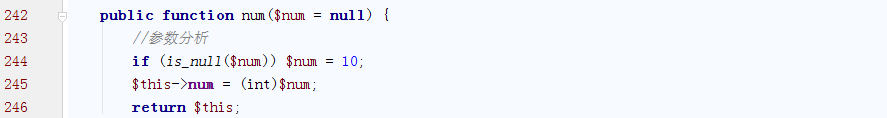 242 public function num($num = null) {
243 //参数分析
244 if (is_null($num)) $num = 10;
245 $this->num = (int)$num;
246 return $this;